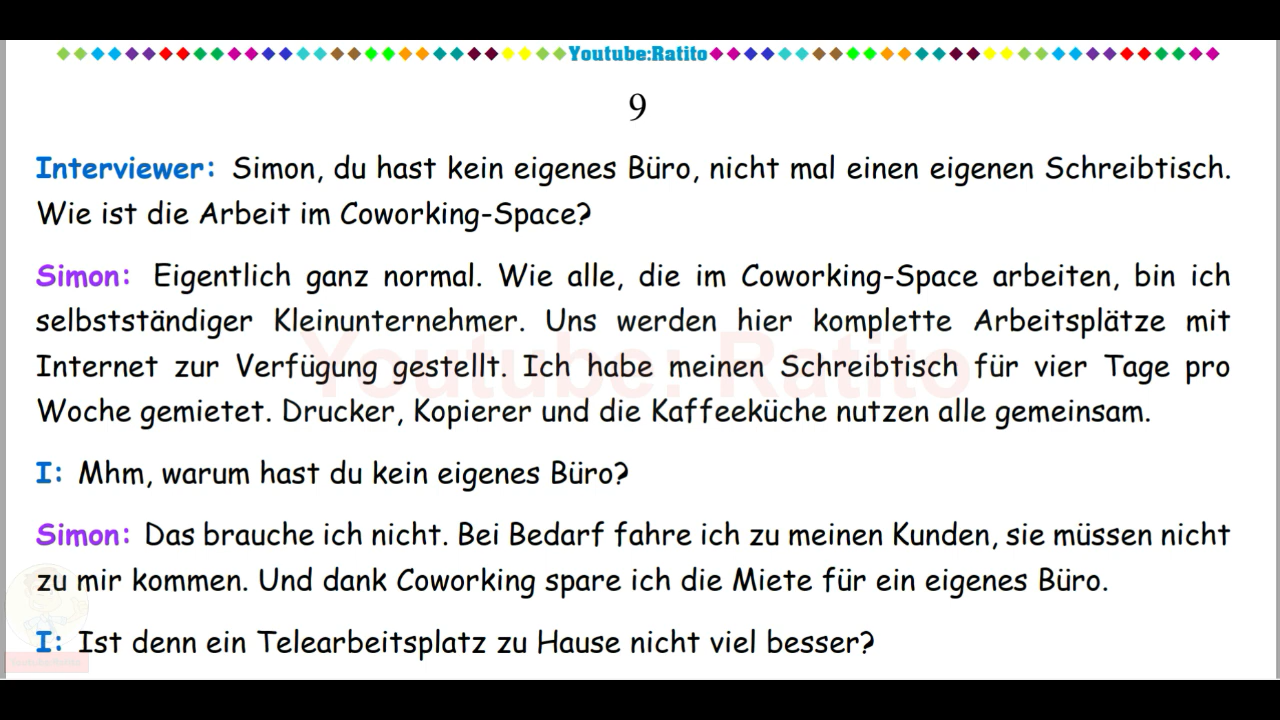 Youtube:Ratito
9
Interviewer: Simon, du hast kein eigenes Büro, nicht mal einen eigenen Schreibtisch.
Wie ist die Arbeit im Coworking-Space?
Simon: Eigentlich ganz normal. Wie alle, die im Coworking-Space arbeiten, bin ich
selbstständiger Kleinunternehmer. Uns werden hier komplette Arbeitsplätze mit
Internet zur Verfügung gestellt. Ich habe meinen Schreibtisch für vier Tage pro
Woche gemietet. Drucker, Kopierer und die Kaffeeküche nutzen alle gemeinsam.
Youtube: Ratito
I: Mhm, warum hast du kein eigenes Büro?
Simon: Das brauche ich nicht. Bei Bedarf fahre ich zu meinen Kunden, sie müssen nicht
zu mir kommen. Und dank Coworking spare ich die Miete für ein eigenes Büro.
I: Ist denn ein Telearbeitsplatz zu Hause nicht viel besser?